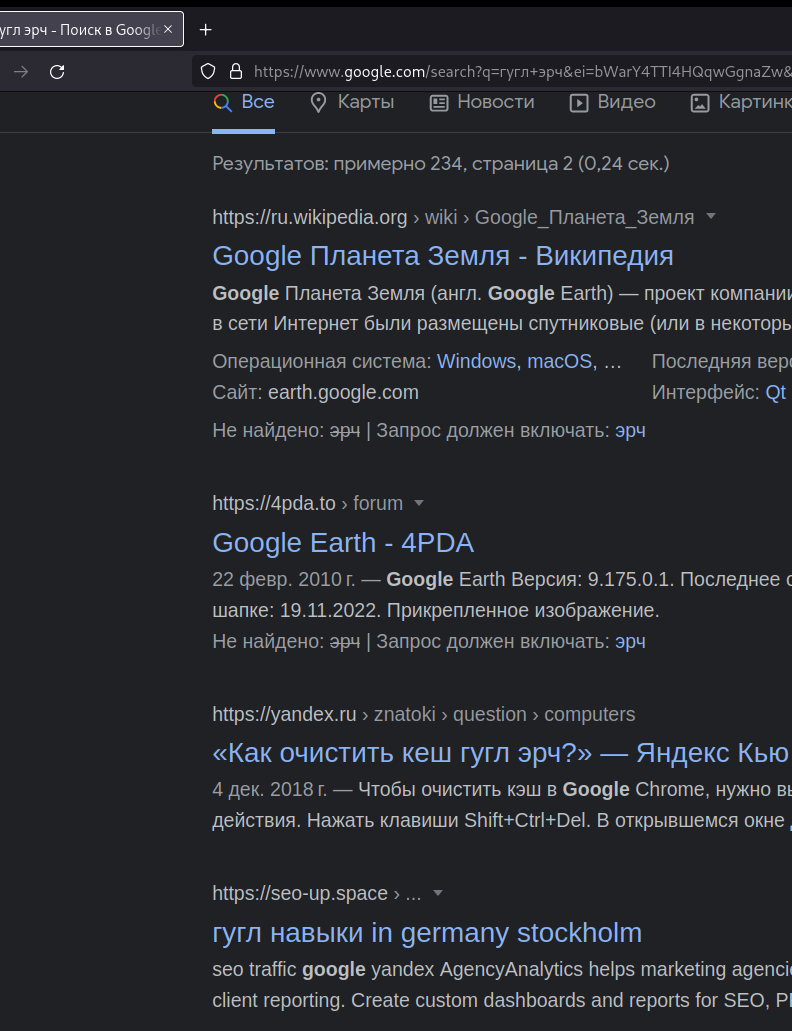 угл эрч - Поиск в Google
https://www.google.com/search?q=гугл+эрч&ei=bWarY4TTI4HQqwGgnaZw&
Все Карты Новости Видео Картинк
Результатов: примерно 234, страница 2 (0,24 сек.)
https://ru.wikipedia.org › wiki › Google_Планета_Земля
Google Планета Земля - Википедия
Google Планета Земля (англ. Google Earth) — проект компании
в сети Интернет были размещены спутниковые (или в некоторы
Операционная система: Windows, macOS, … Последняя верс
Сайт: earth.google.com Интерфейс: Qt
Не найдено: эрч | Запрос должен включать: эрч
https://4pda.to › forum
Google Earth - 4PDA
22 февр. 2010 г. — Google Earth Версия: 9.175.0.1. Последнее о
шапке: 19.11.2022. Прикрепленное изображение.
Не найдено: эрч | Запрос должен включать: эрч
https://yandex.ru › znatoki › question › computers
«Как очистить кеш гугл эрч?» — Яндекс Кью
4 дек. 2018 г. — Чтобы очистить кэш в Google Chrome, нужно вы
действия. Нажать клавиши Shift+Ctrl+Del. В открывшемся окне
https://seo-up.space › ...
гугл навыки in germany stockholm
seo traffic google yandex AgencyAnalytics helps marketing agencie
client reporting. Create custom dashboards and reports for SEO, PP